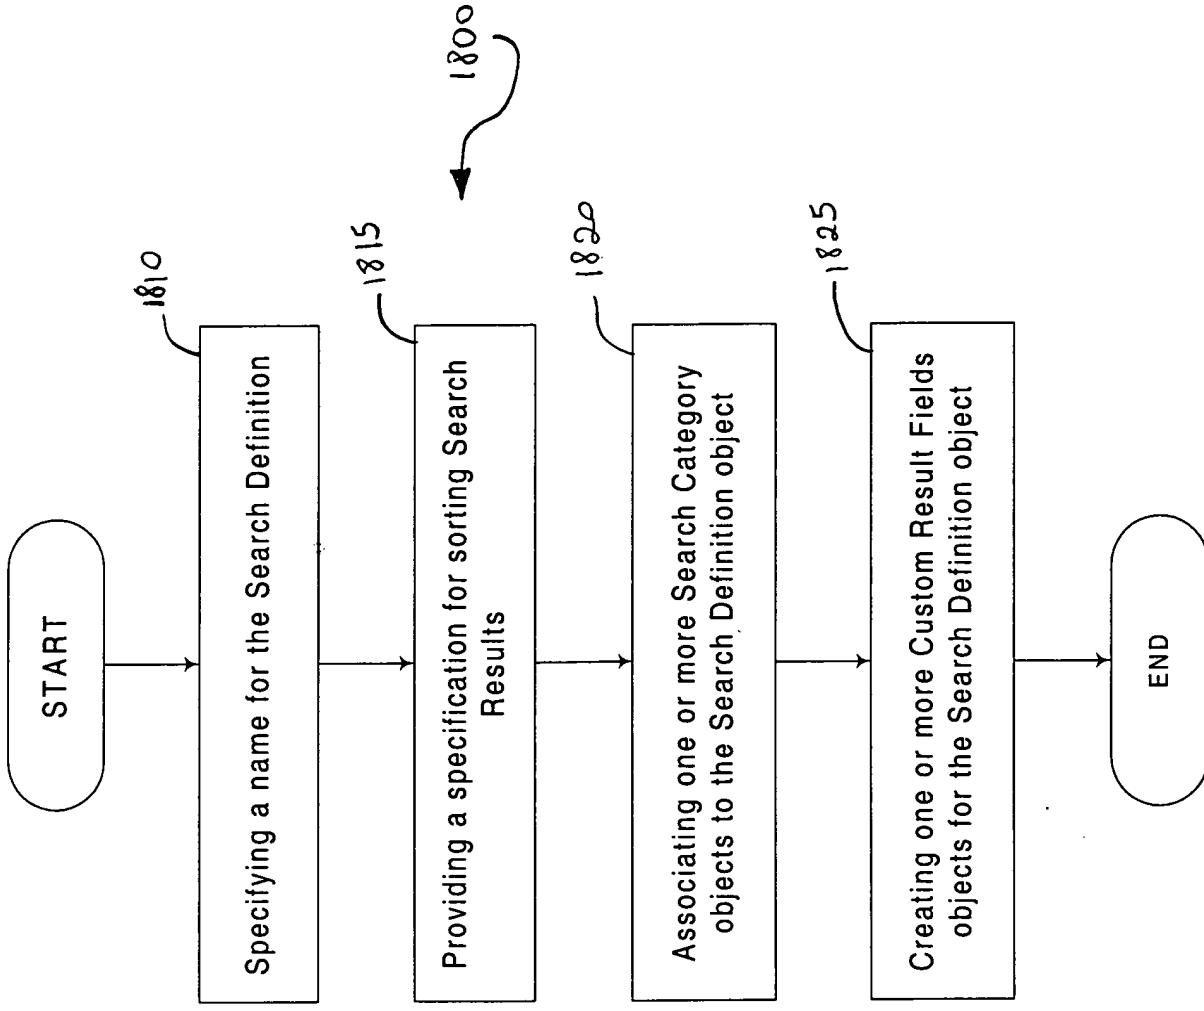 START
1810
Specifying a name for the Search Definition
1815
Providing a specification for sorting Search
Results
1800
1820
Associating one or more Search Category
objects to the Search Definition object
1825
Creating one or more Custom Result Fields
objects for the Search Definition object
END